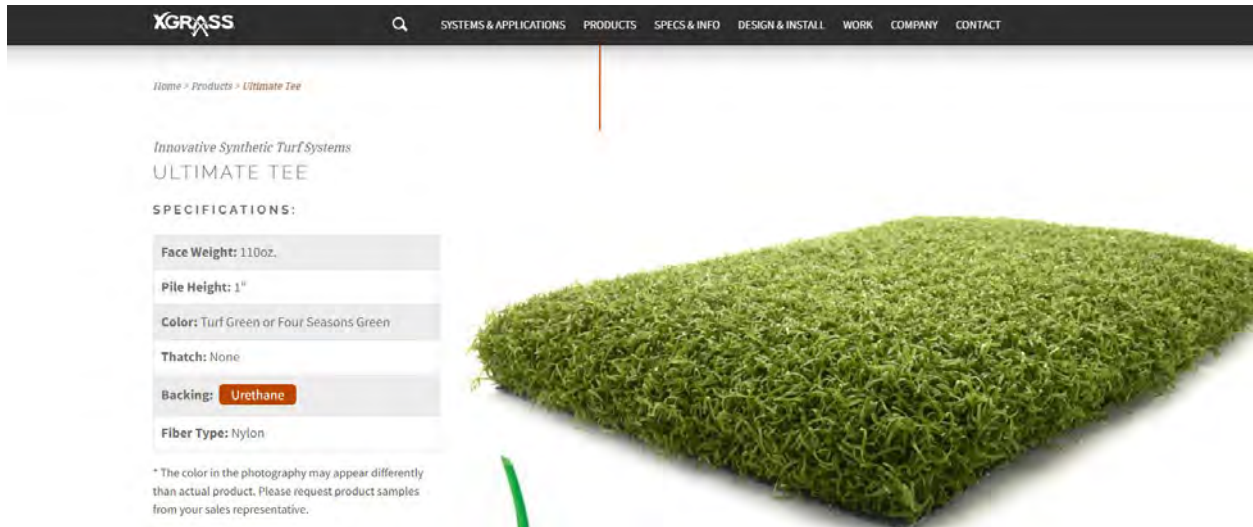 XGRASS
SYSTEMS & APPLICATIONS PRODUCTS SPECS & INFO DESIGN & INSTALL WORK COMPANY CONTACT
Home > Products > Ultimate Tee
Innovative Synthetic Turf Systems
ULTIMATE TEE
SPECIFICATIONS:
Face Weight: 110oz.
Pile Height: 1"
Color: Turf Green or Four Seasons Green
Thatch: None
Backing: Urethane
Fiber Type: Nylon
* The color in the photography may appear differently
than actual product. Please request product samples
from your sales representative.